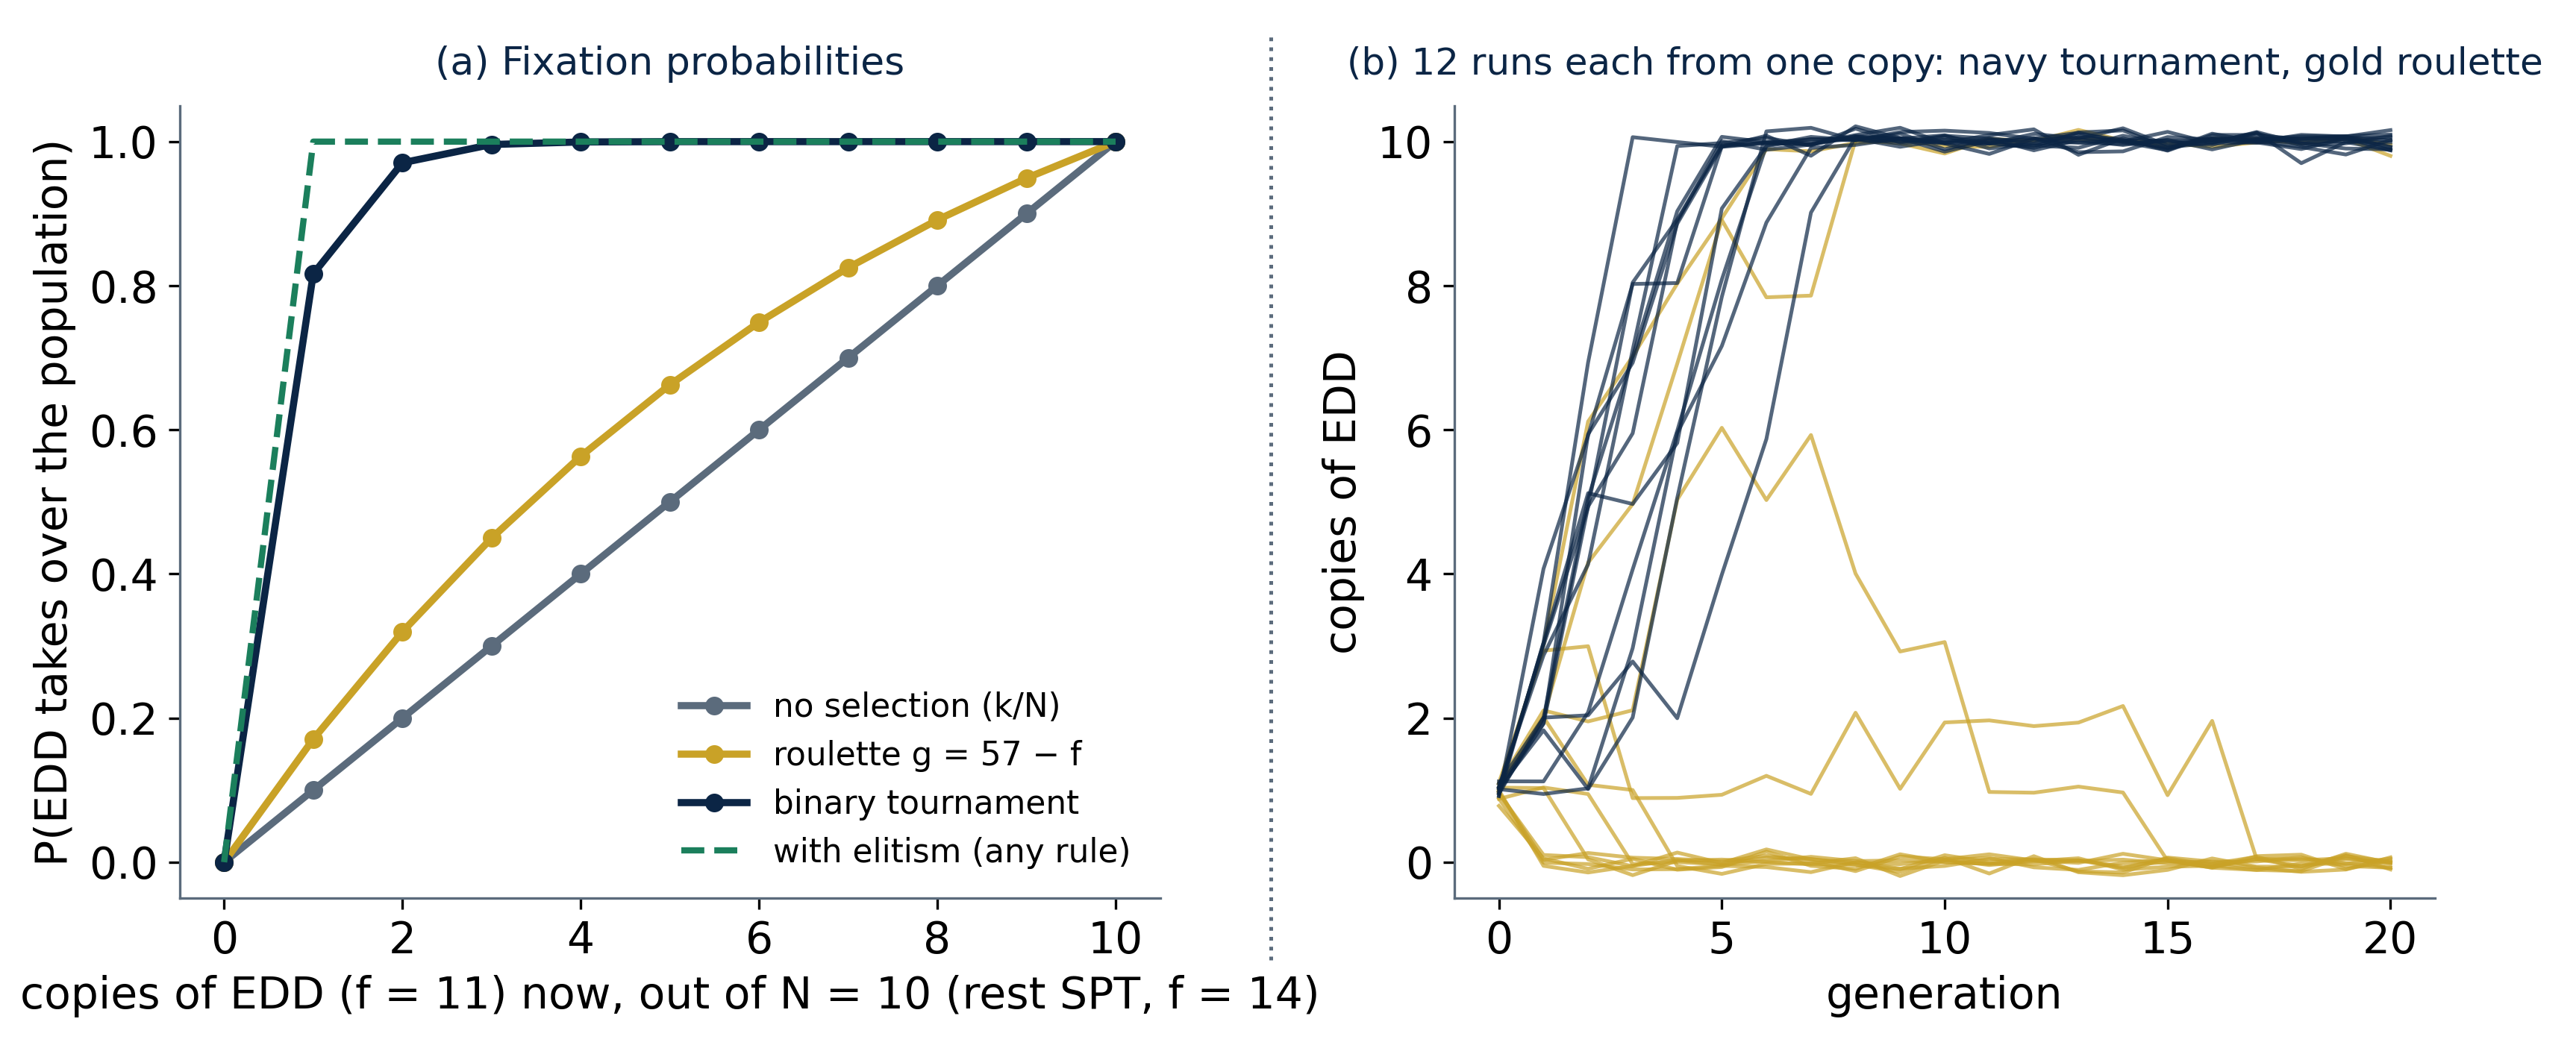 (a) Fixation probabilities
P(EDD takes over the population)
1.0
0.8
0.6
0.4
0.2
0.0
no selection (k/N)
roulette g = 57 − f
binary tournament
with elitism (any rule)
0 2 4 6 8 10
copies of EDD (f = 11) now, out of N = 10 (rest SPT, f = 14)
(b) 12 runs each from one copy: navy tournament, gold roulette
copies of EDD
10
8
6
4
2
0
0 5 10 15 20
generation